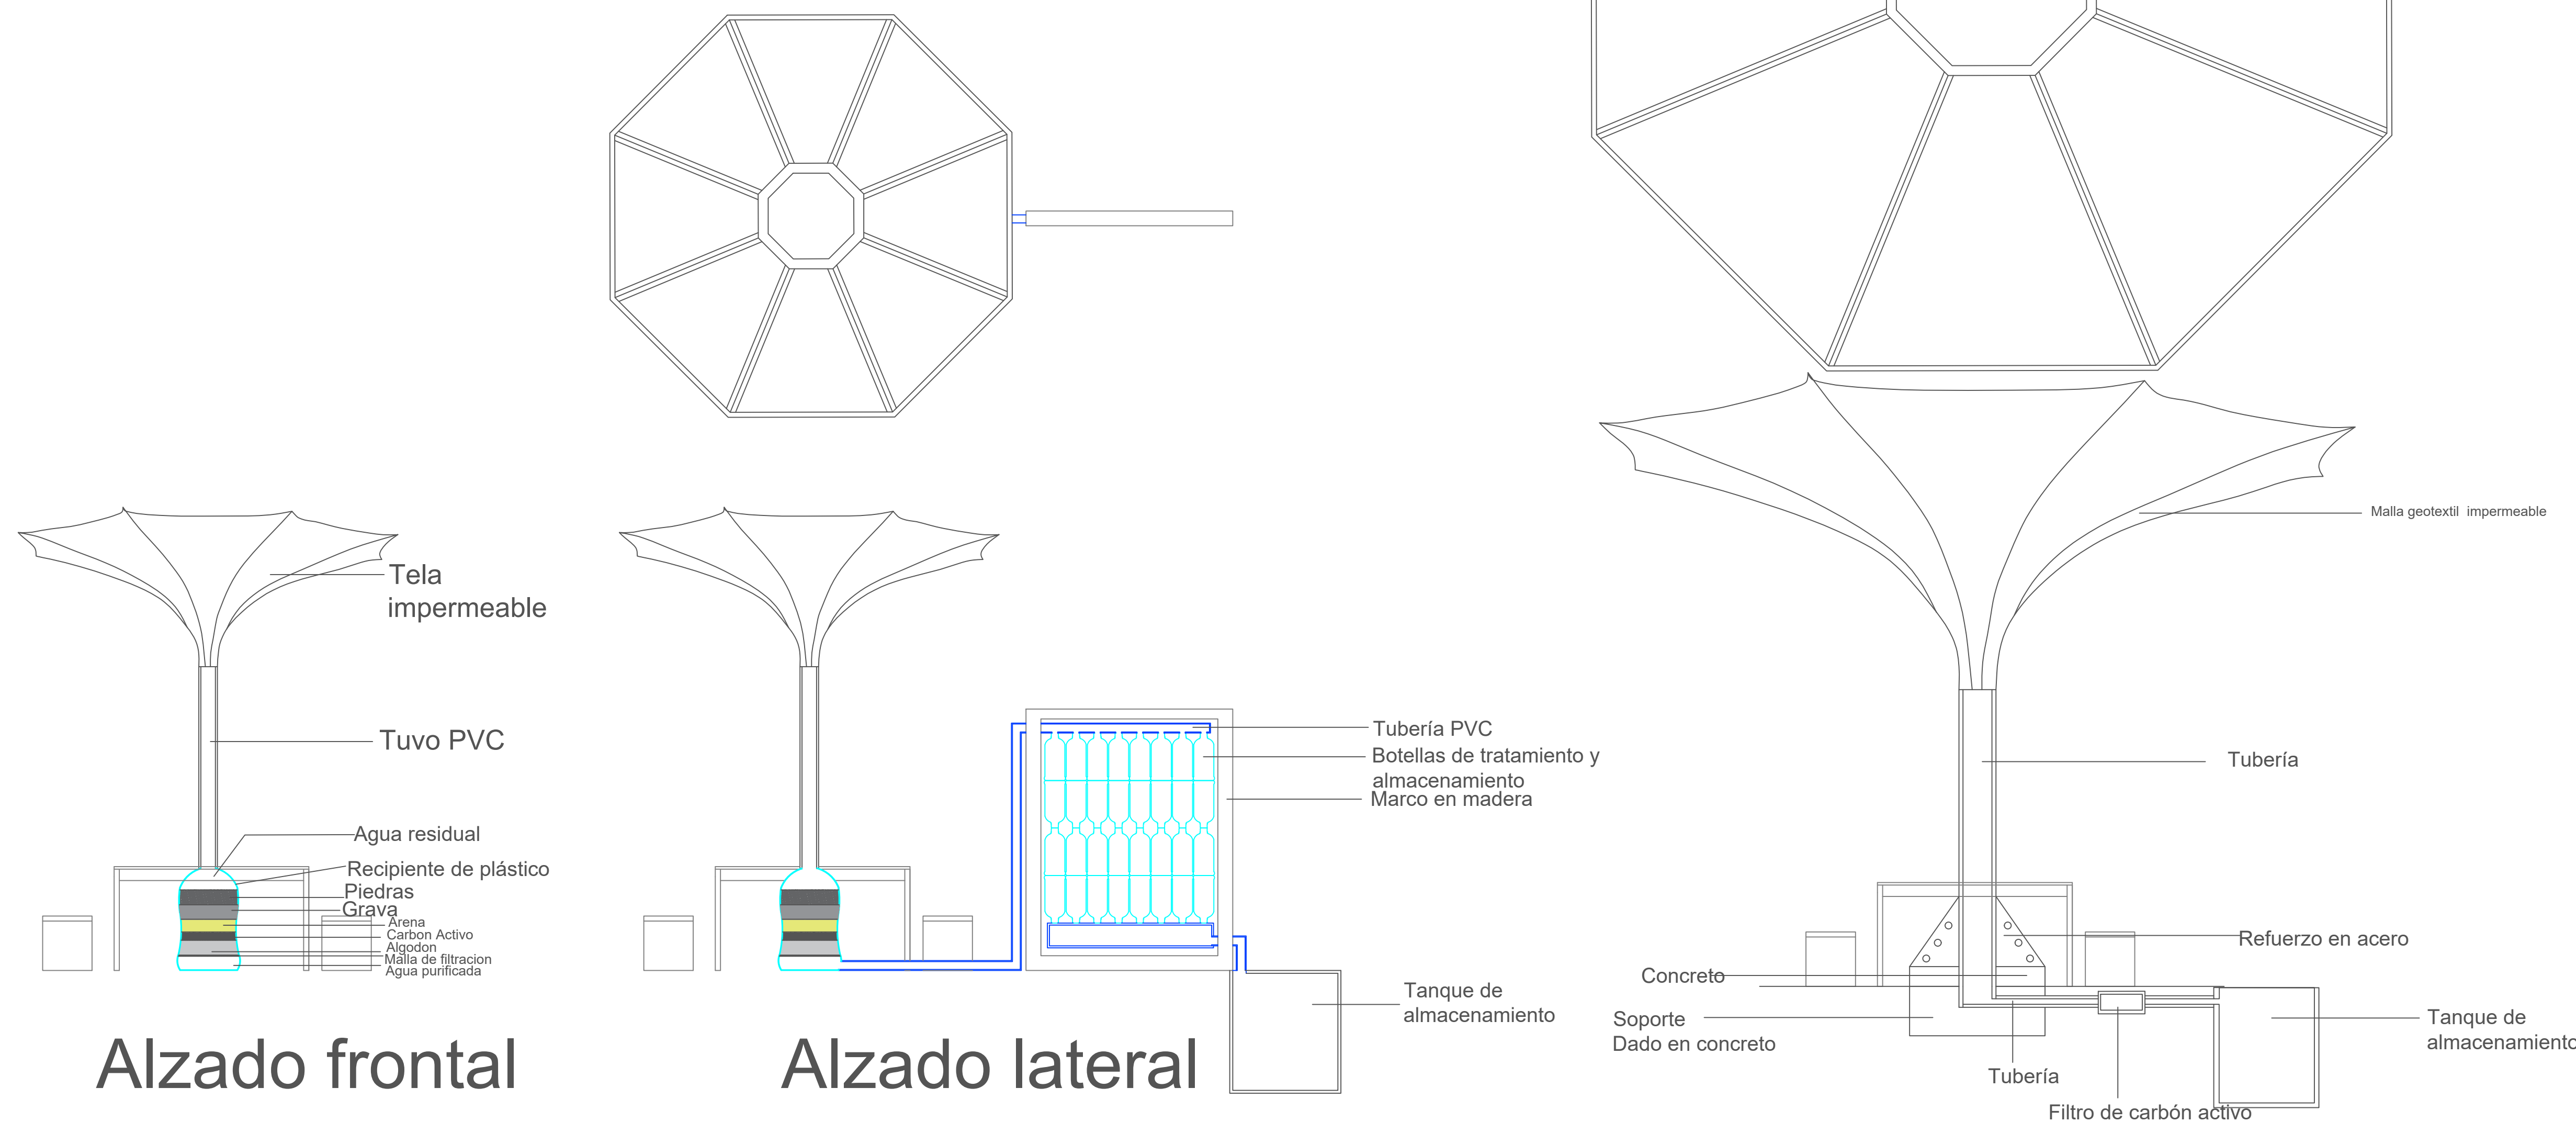 Tela
impermeable
Tuvo PVC
Agua residual
Recipiente de plástico
Piedras
Grava
Arena
Carbon Activo
Algodon
Malla de filtracion
Agua purificada
Alzado frontal
Tubería PVC
Botellas de tratamiento y
almacenamiento
Marco en madera
Tanque de
almacenamiento
Alzado lateral
Malla geotextil  impermeable
Tubería
Refuerzo en acero
Concreto
Soporte
Dado en concreto
Tubería
Filtro de carbón activo
Tanque de
almacenamiento